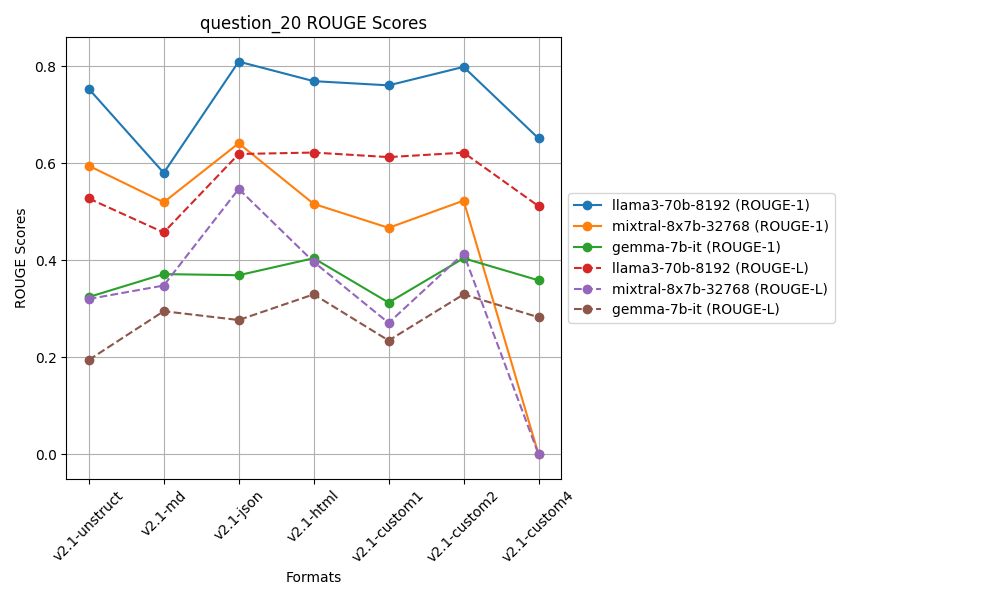 question_20 ROUGE Scores
ROUGE Scores
0.8
0.6
0.4
0.2
0.0
v2.1-unstruct
v2.1-md
v2.1-json
v2.1-html
v2.1-custom1
v2.1-custom2
v2.1-custom4
Formats
llama3-70b-8192 (ROUGE-1)
mixtral-8x7b-32768 (ROUGE-1)
gemma-7b-it (ROUGE-1)
llama3-70b-8192 (ROUGE-L)
mixtral-8x7b-32768 (ROUGE-L)
gemma-7b-it (ROUGE-L)